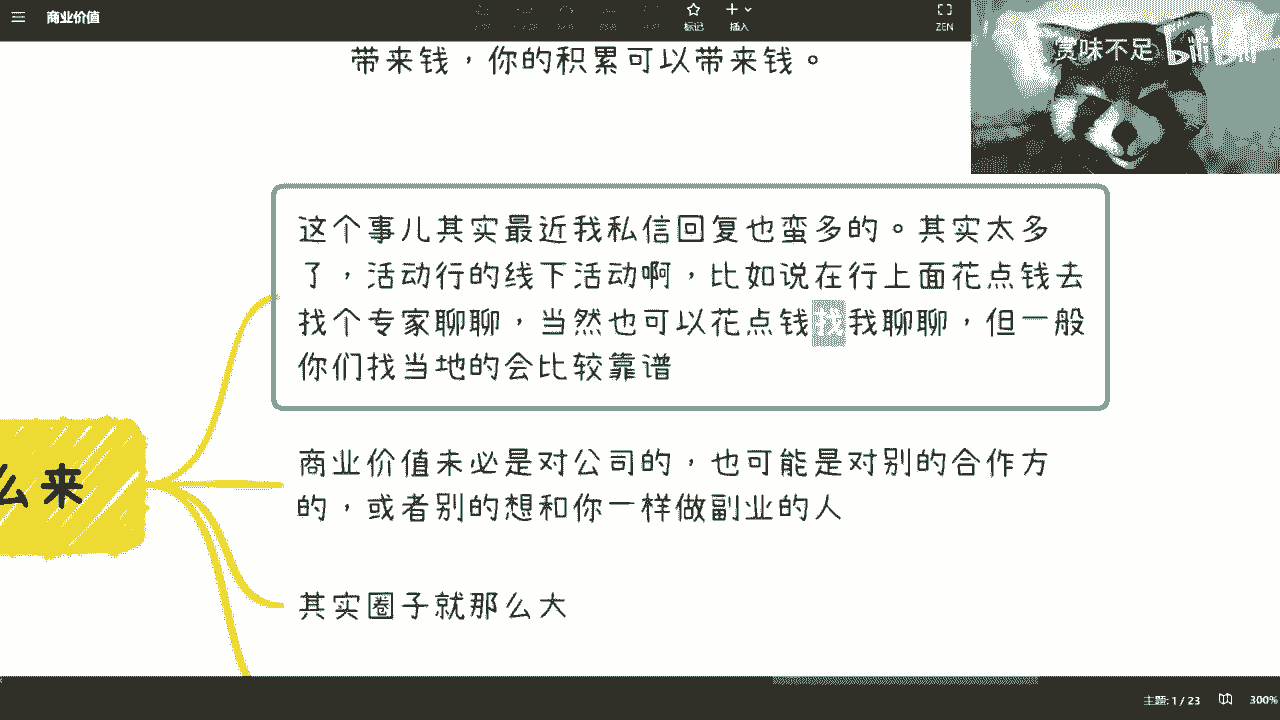 商业价值
标记
插入
ZEN
赏味不足 bilibili
带来钱，你的积累可以带来钱。
这个事儿其实最近我私信回复也蛮多的。其实太多
了，活动行的线下活动啊，比如说在行上面花点钱去
找个专家聊聊，当然也可以花点钱找我聊聊，但一般
你们找当地的会比较靠谱
么来
商业价值未必是对公司的，也可能是对别的合作方
的，或者别的想和你一样做副业的人
其实圈子就那么大
主题: 1 / 23
300%